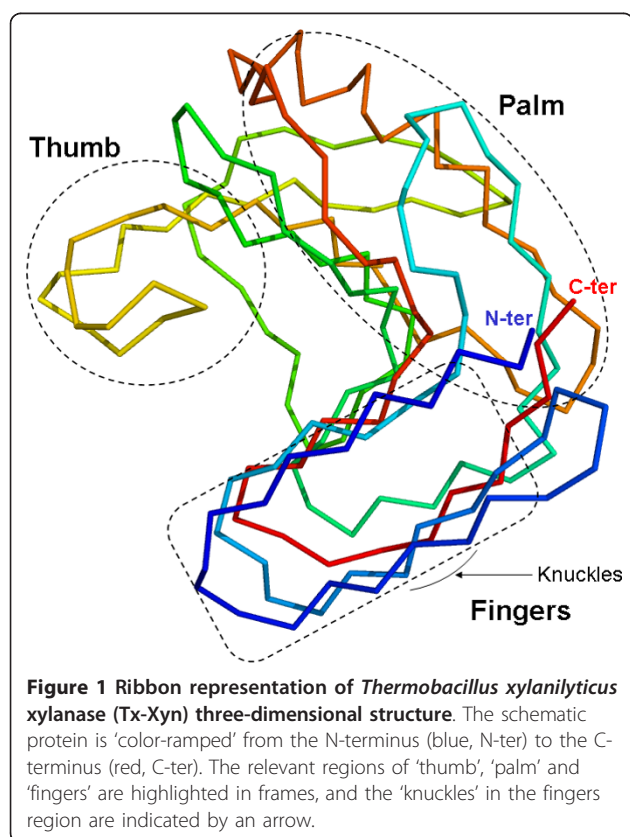 Palm
Thumb
C-ter
N-ter
Knuckles
Fingers
Figure 1 Ribbon representation of Thermobacillus xylanilyticus
xylanase (Tx-Xyn) three-dimensional structure. The schematic
protein is ‘color-ramped’ from the N-terminus (blue, N-ter) to the C-
terminus (red, C-ter). The relevant regions of ‘thumb’, ‘palm’ and
‘fingers’ are highlighted in frames, and the ‘knuckles’ in the fingers
region are indicated by an arrow.